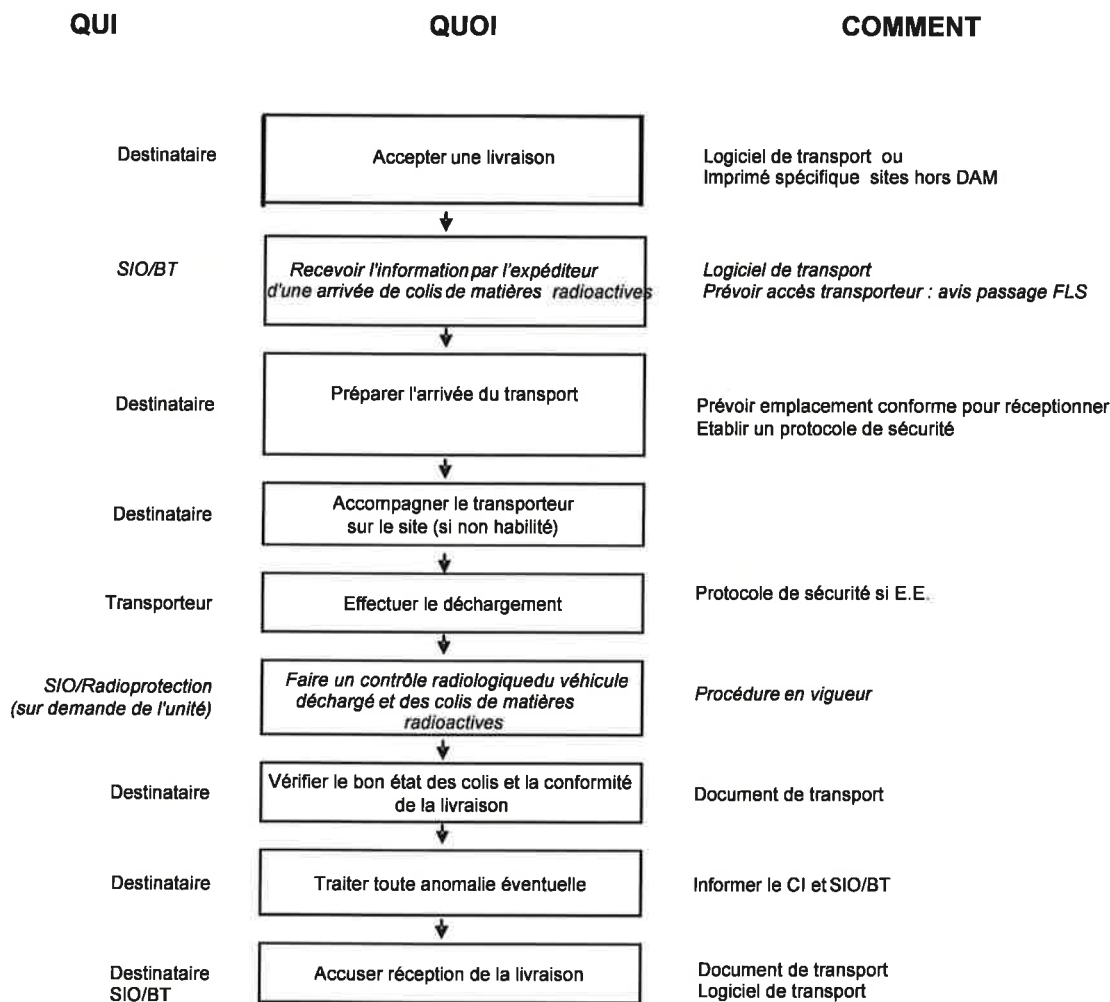 QUI QUOI COMMENT
Destinataire
Accepter une livraison
Logiciel de transport ou
Imprimé spécifique sites hors DAM
SIO/BT
Recevoir l'information par l'expéditeur
d'une arrivée de colis de matières radioactives
Logiciel de transport
Prévoir accès transporteur : avis passage FLS
Destinataire
Préparer l'arrivée du transport
Prévoir emplacement conforme pour réceptionner
Etablir un protocole de sécurité
Destinataire
Accompagner le transporteur
sur le site (si non habilité)
Transporteur
Effectuer le déchargement
Protocole de sécurité si E.E.
SIO/Radioprotection
(sur demande de l'unité)
Faire un contrôle radiologiquedu véhicule
déchargé et des colis de matières
radioactives
Procédure en vigueur
Destinataire
Vérifier le bon état des colis et la conformité
de la livraison
Document de transport
Destinataire
Traiter toute anomalie éventuelle
Informer le CI et SIO/BT
Destinataire
SIO/BT
Accuser réception de la livraison
Document de transport
Logiciel de transport